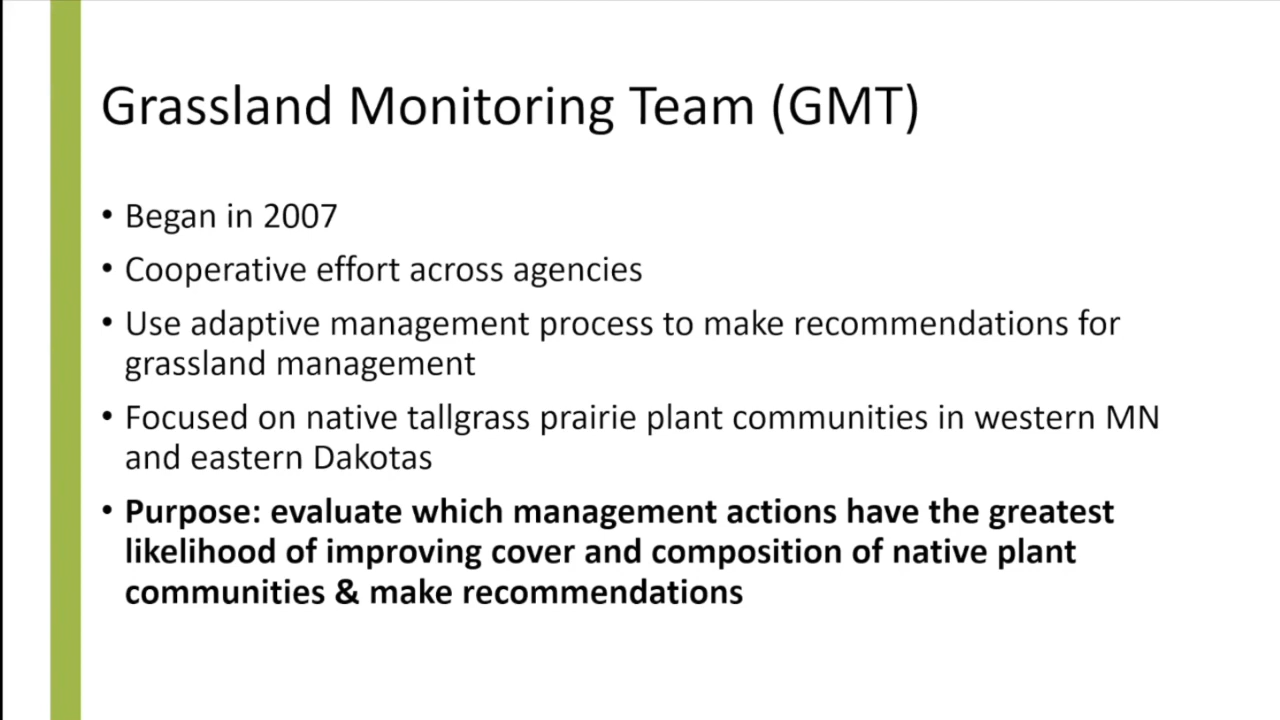 Grassland Monitoring Team (GMT)
• Began in 2007
• Cooperative effort across agencies
• Use adaptive management process to make recommendations for
grassland management
• Focused on native tallgrass prairie plant communities in western MN
and eastern Dakotas
• Purpose: evaluate which management actions have the greatest
likelihood of improving cover and composition of native plant
communities & make recommendations